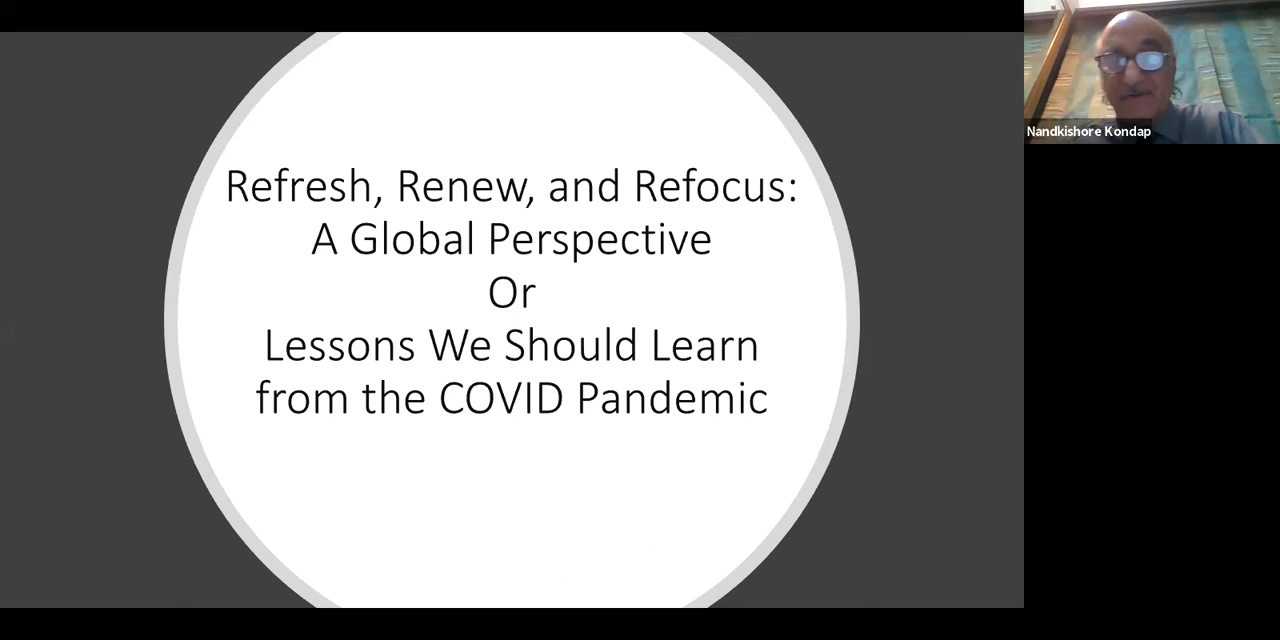 Refresh, Renew, and Refocus:
A Global Perspective
Or
Lessons We Should Learn
from the COVID Pandemic
Nandkishore Kondap